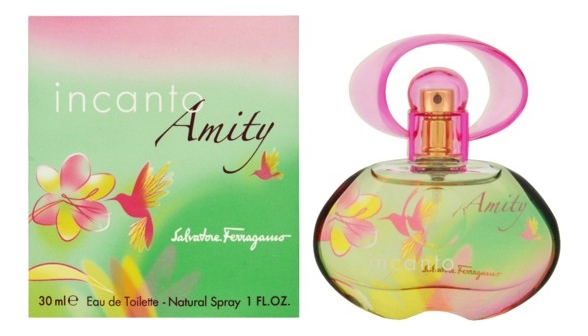 incanto
Amity
Salvatore Ferragamo
30 ml ℮ Eau de Toilette - Natural Spray 1 FL.OZ.
Amity
incanto
Salvatore Ferragamo